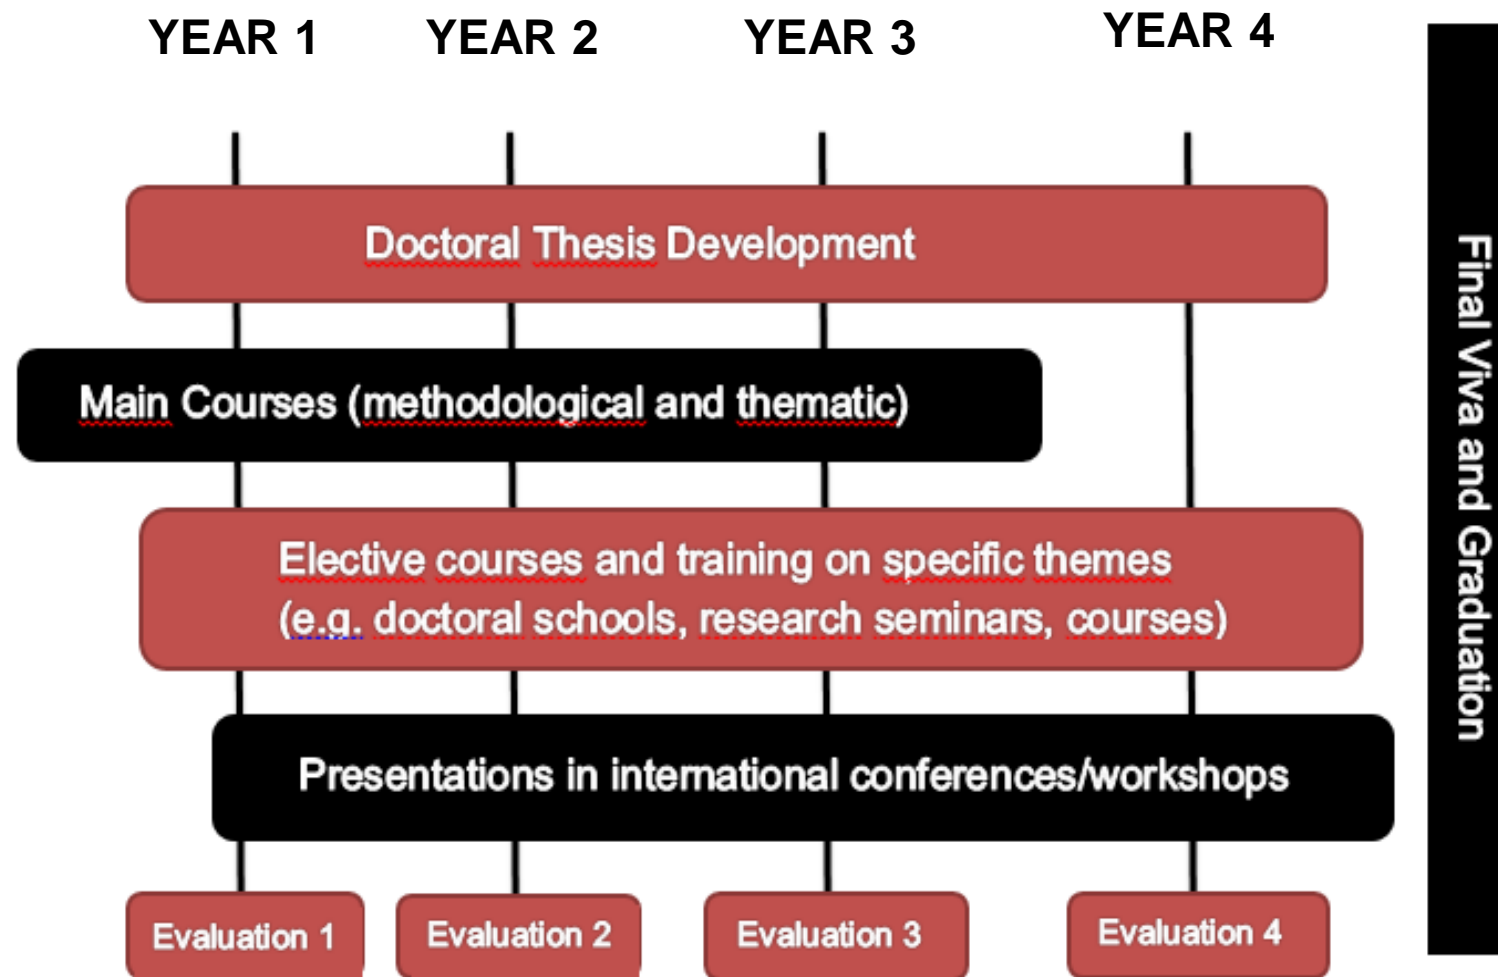 YEAR 1
YEAR 2
YEAR 3
YEAR 4
Doctoral Thesis Development
Main Courses (methodological and thematic)
Elective courses and training on specific themes
(e.g. doctoral schools, research seminars, courses)
Presentations in international conferences/workshops
Evaluation 1
Evaluation 2
Evaluation 3
Evaluation 4
Final Viva and Graduation